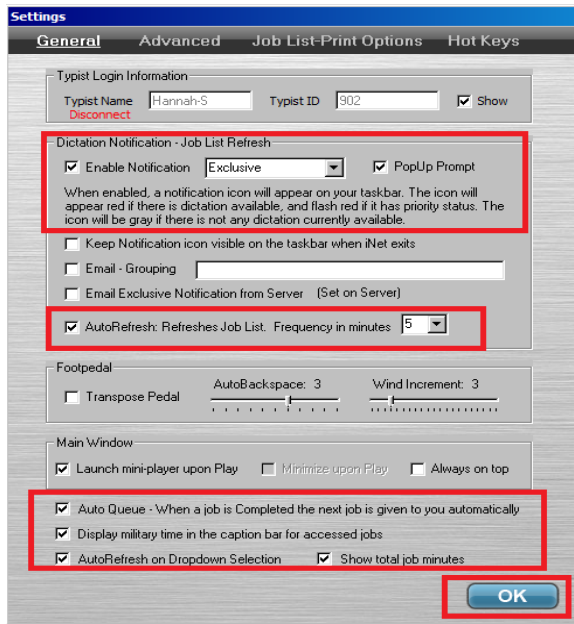 Settings
General Advanced Job List-Print Options Hot Keys
Typist Login Information
Typist Name Hannah-S Typist ID 902 Show
Disconnect
Dictation Notification - Job List Refresh
Enable Notification Exclusive PopUp Prompt
When enabled, a notification icon will appear on your taskbar. The icon will
appear red if there is dictation available, and flash red if it has priority status. The
icon will be gray if there is not any dictation currently available.
Keep Notification icon visible on the taskbar when iNet exits
Email - Grouping
Email Exclusive Notification from Server (Set on Server)
AutoRefresh: Refreshes Job List. Frequency in minutes 5
Footpedal
AutoBackspace: 3 Wind Increment: 3
Transpose Pedal
Main Window
Launch mini-player upon Play Minimize upon Play Always on top
Auto Queue - When a job is Completed the next job is given to you automatically
Display military time in the caption bar for accessed jobs
AutoRefresh on Dropdown Selection Show total job minutes
OK